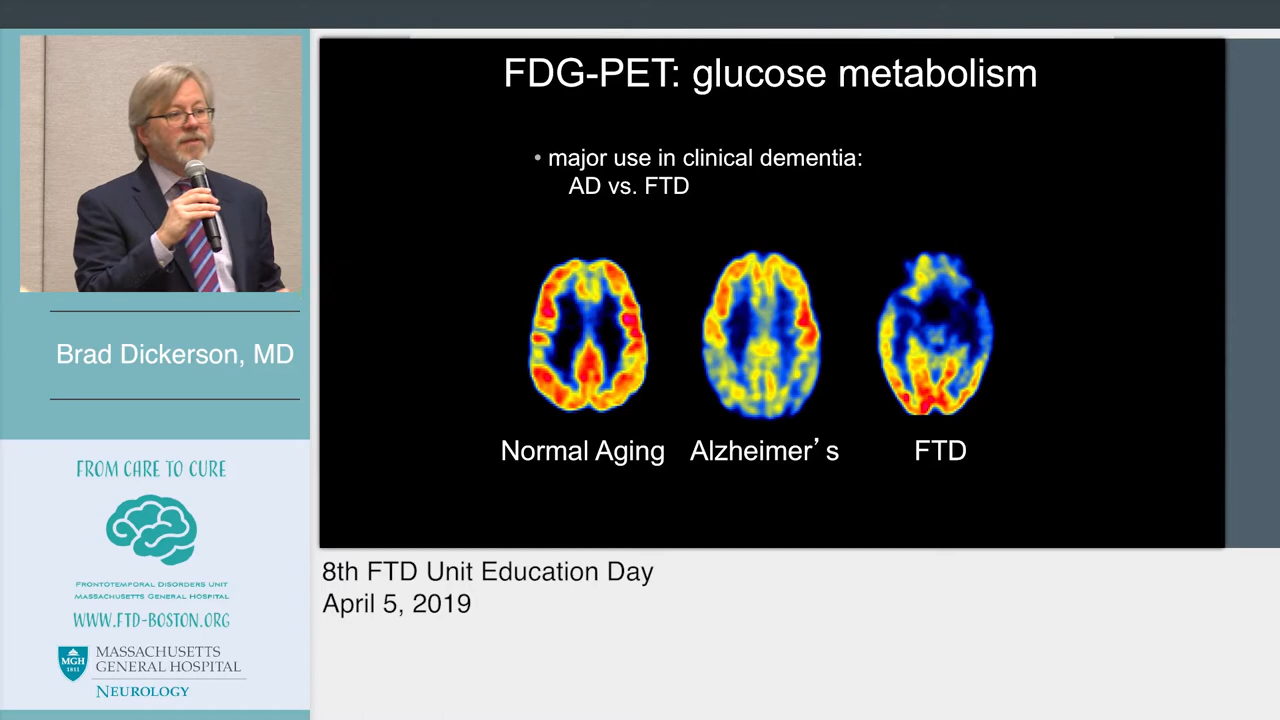 FDG-PET: glucose metabolism
• major use in clinical dementia:
AD vs. FTD
Normal Aging
Alzheimer’s
FTD
Brad Dickerson, MD
FROM CARE TO CURE
FRONTOTEMPORAL DISORDERS UNIT
MASSACHUSETTS GENERAL HOSPITAL
WWW.FTD-BOSTON.ORG
MGH
1811
MASSACHUSETTS
GENERAL HOSPITAL
NEUROLOGY
8th FTD Unit Education Day
April 5, 2019